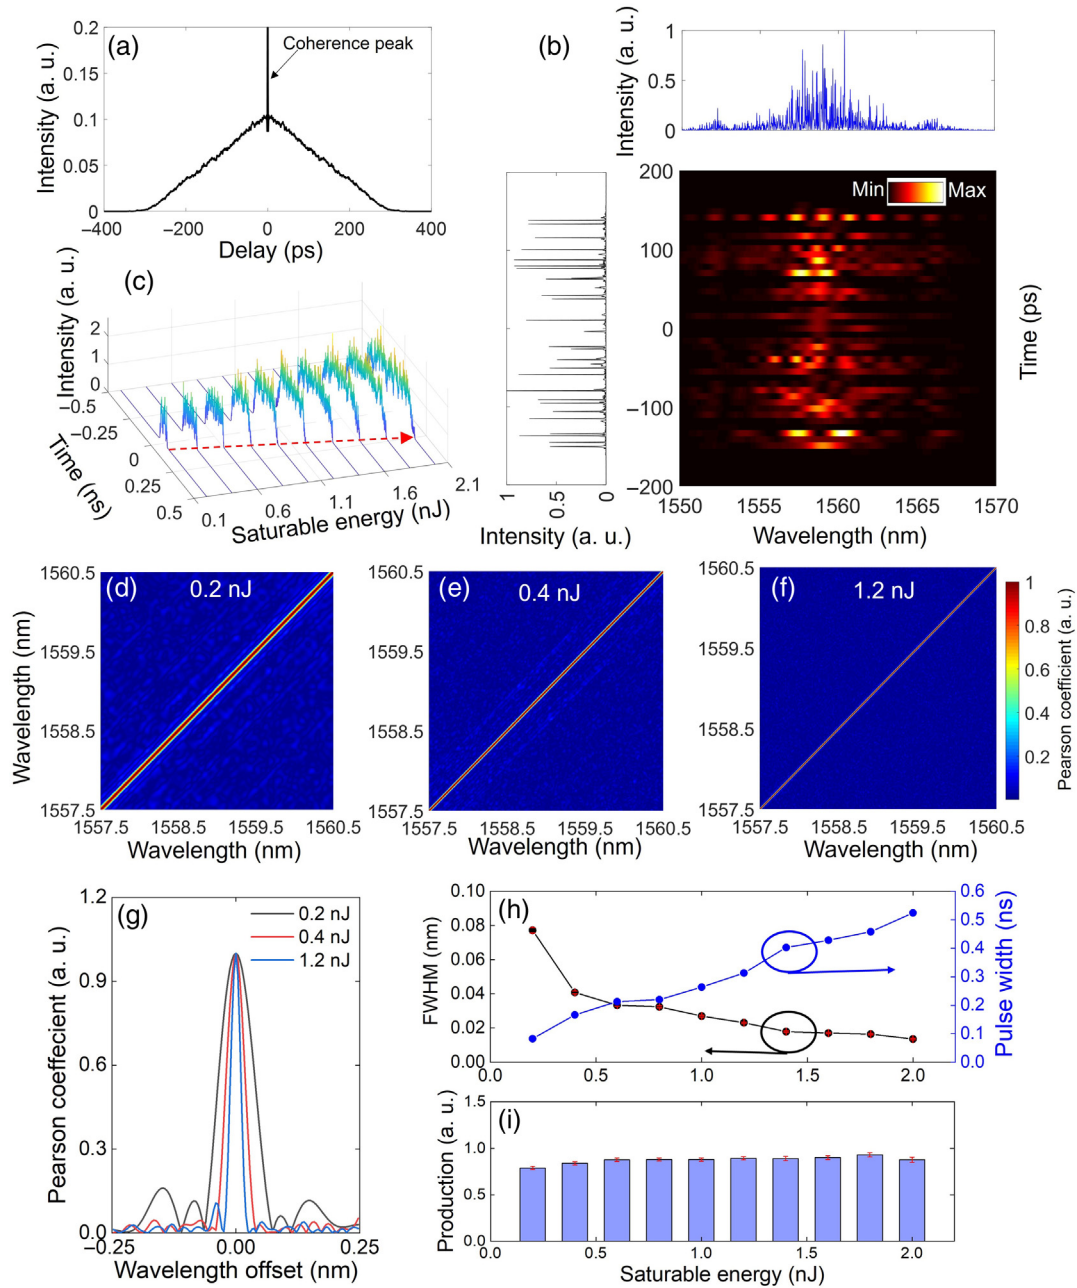 (a)
Coherence peak
Intensity (a. u.)
0.2
0.15
0.1
0.05
0
−400
−200
0
200
400
Delay (ps)
(b)
Intensity (a. u.)
1
0.5
0
200
100
0
−100
−200
Time (ps)
Min
Max
1550
1555
1560
1565
1570
Wavelength (nm)
1
0.5
0
Intensity (a. u.)
(c)
Intensity (a. u.)
2
1
0
−0.5
−0.25
0
0.25
0.5
Time (ns)
0.1
0.6
1.1
1.6
2.1
Saturable energy (nJ)
(d)
0.2 nJ
1560.5
1559.5
1558.5
1557.5
Wavelength (nm)
1557.5
1558.5
1559.5
1560.5
Wavelength (nm)
(e)
0.4 nJ
1560.5
1559.5
1558.5
1557.5
1557.5
1558.5
1559.5
1560.5
Wavelength (nm)
(f)
1.2 nJ
1560.5
1559.5
1558.5
1557.5
1557.5
1558.5
1559.5
1560.5
Wavelength (nm)
1
0.8
0.6
0.4
0.2
Pearson coefficient (a. u.)
(g)
0.2 nJ
0.4 nJ
1.2 nJ
Pearson coeffecient (a. u.)
1.2
0.9
0.6
0.3
0.0
−0.25
0.00
0.25
Wavelength offset (nm)
(h)
FWHM (nm)
0.10
0.08
0.06
0.04
0.02
0.00
0.6
0.5
0.4
0.3
0.2
0.1
0.0
Pulse width (ns)
0.0
0.5
1.0
1.5
2.0
(i)
Production (a. u.)
1.5
1.0
0.5
0.0
0.0
0.5
1.0
1.5
2.0
Saturable energy (nJ)